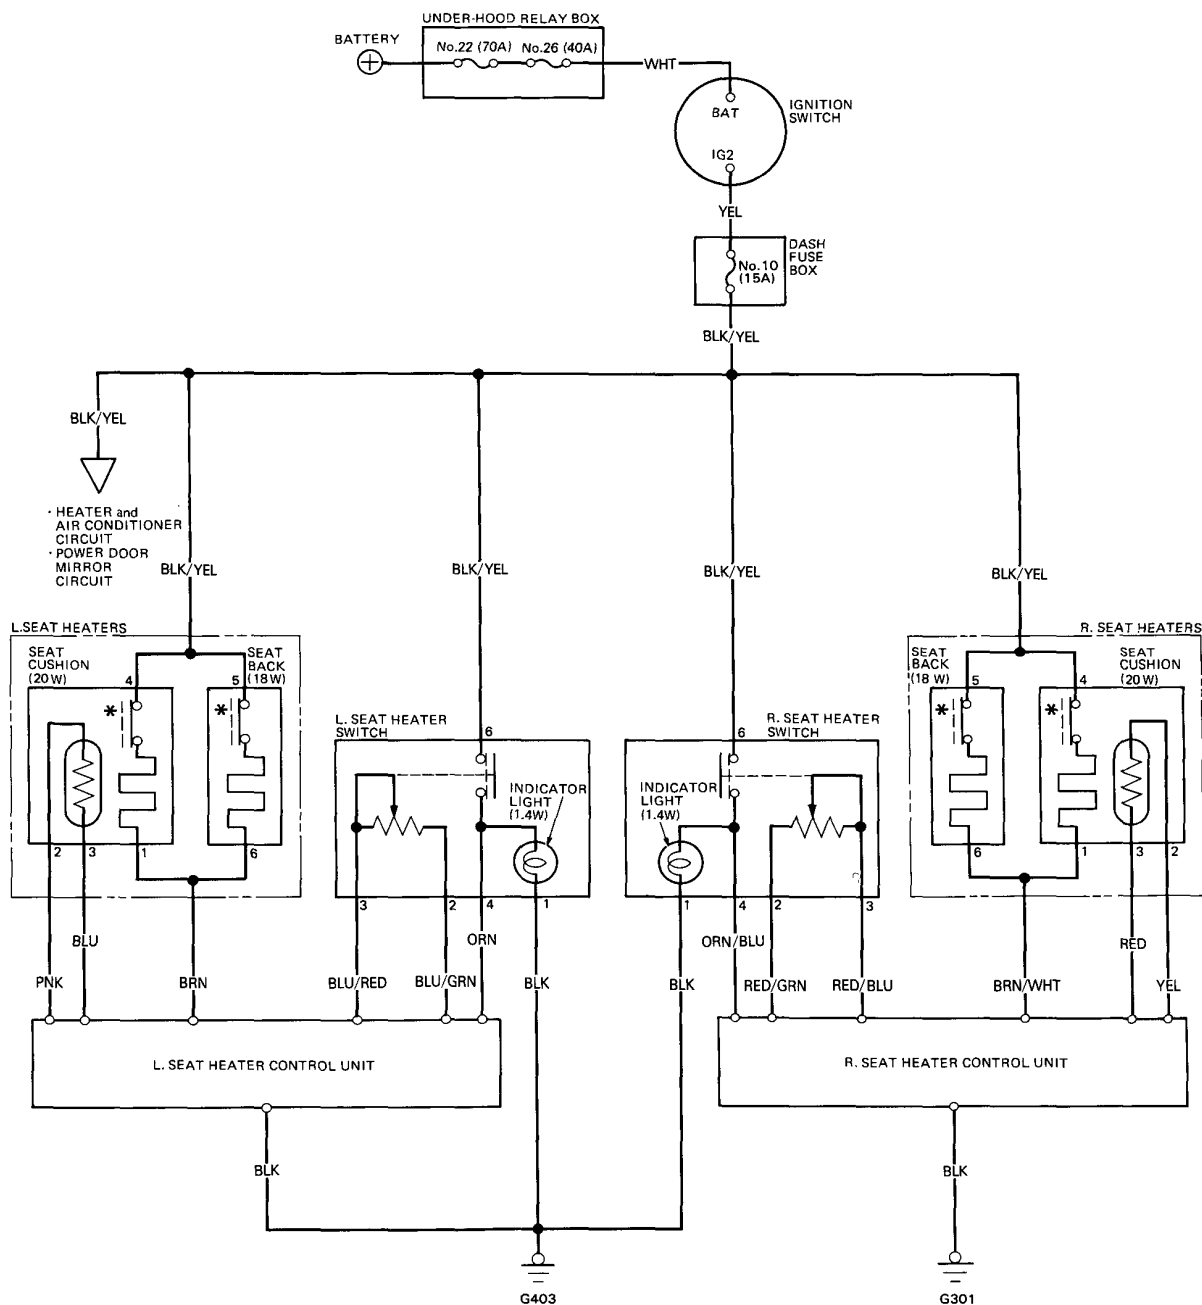 UNDER-HOOD RELAY BOX
BATTERY
No.22 (70A) No.26 (40A)
WHT
IGNITION
SWITCH
BAT
IG2
YEL
DASH
FUSE
BOX
No.10
(15A)
BLK/YEL
BLK/YEL
· HEATER and
AIR CONDITIONER
CIRCUIT
· POWER DOOR
MIRROR
CIRCUIT
BLK/YEL
BLK/YEL
BLK/YEL
BLK/YEL
L.SEAT HEATERS
SEAT
CUSHION
(20 W)
4
5
SEAT
BACK
(18 W)
*
*
2
3
1
6
L. SEAT HEATER
SWITCH
6
INDICATOR
LIGHT
(1.4W)
3
2
4
1
R. SEAT HEATER
SWITCH
6
INDICATOR
LIGHT
(1.4W)
1
4
2
3
R. SEAT HEATERS
SEAT
BACK
(18 W)
5
4
SEAT
CUSHION
(20 W)
*
*
6
1
3
2
PNK
BLU
BRN
BLU/RED
BLU/GRN
ORN
BLK
BLK
ORN/BLU
RED/GRN
RED/BLU
BRN/WHT
RED
YEL
L. SEAT HEATER CONTROL UNIT
R. SEAT HEATER CONTROL UNIT
BLK
BLK
G403
G301